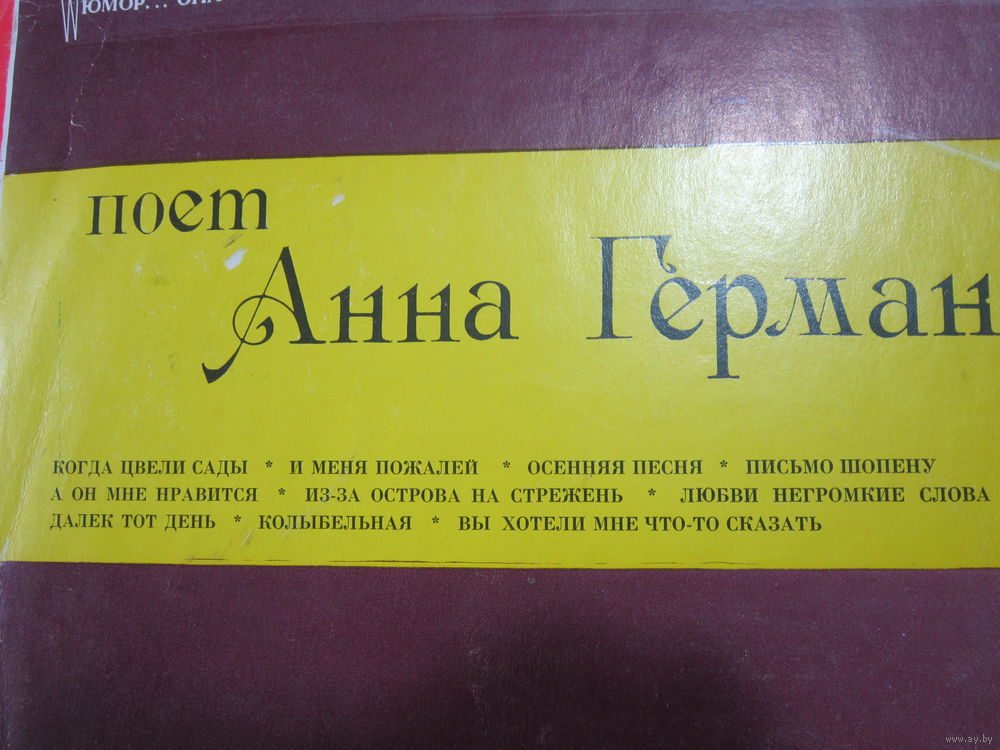 ЮМОР...
поет
Анна Герман
КОГДА ЦВЕЛИ САДЫ * И МЕНЯ ПОЖАЛЕЙ * ОСЕННЯЯ ПЕСНЯ * ПИСЬМО ШОПЕНУ
А ОН МНЕ НРАВИТСЯ * ИЗ-ЗА ОСТРОВА НА СТРЕЖЕНЬ * ЛЮБВИ НЕГРОМКИЕ СЛОВА
ДАЛЕК ТОТ ДЕНЬ * КОЛЫБЕЛЬНАЯ * ВЫ ХОТЕЛИ МНЕ ЧТО-ТО СКАЗАТЬ
www.ay.by